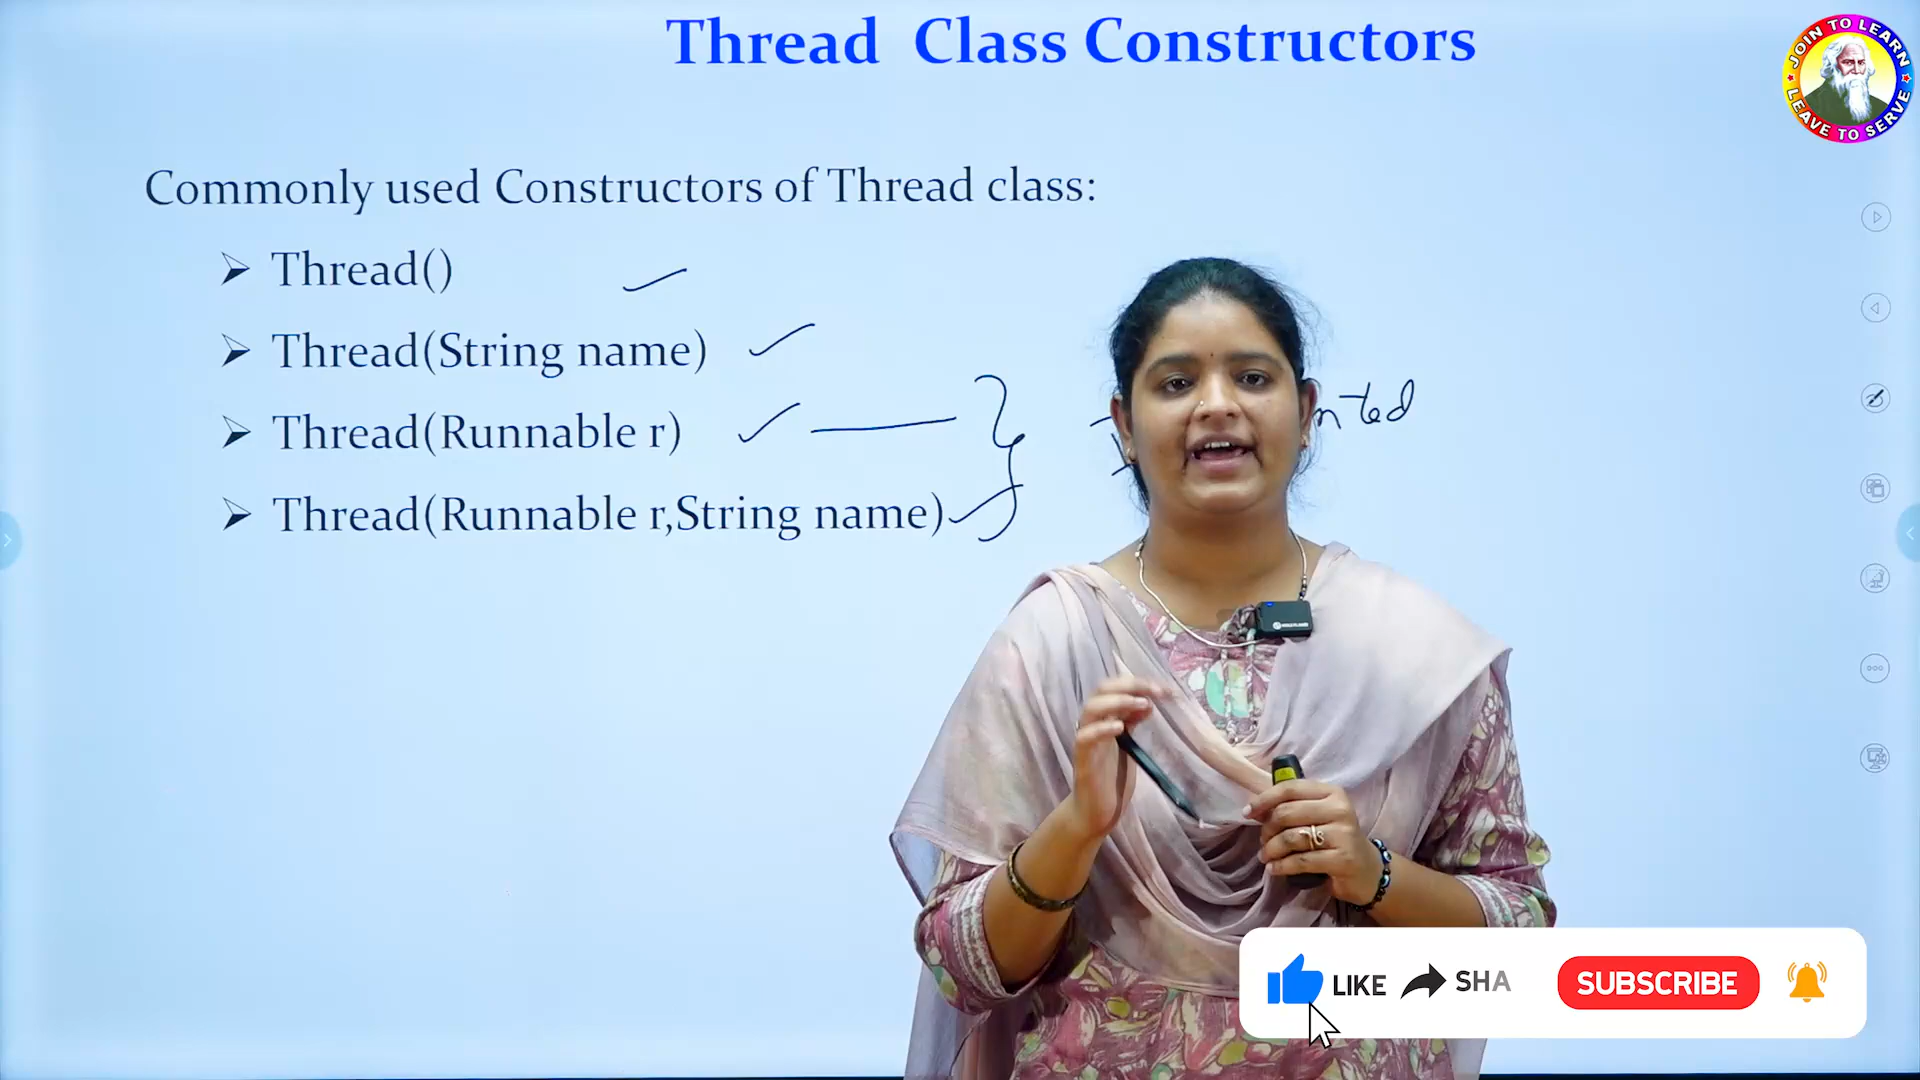 Thread Class Constructors
JOIN TO LEARN
LEAVE TO SERVE
Commonly used Constructors of Thread class:
➢ Thread()
➢ Thread(String name)
➢ Thread(Runnable r)
➢ Thread(Runnable r,String name)
LIKE SHA SUBSCRIBE